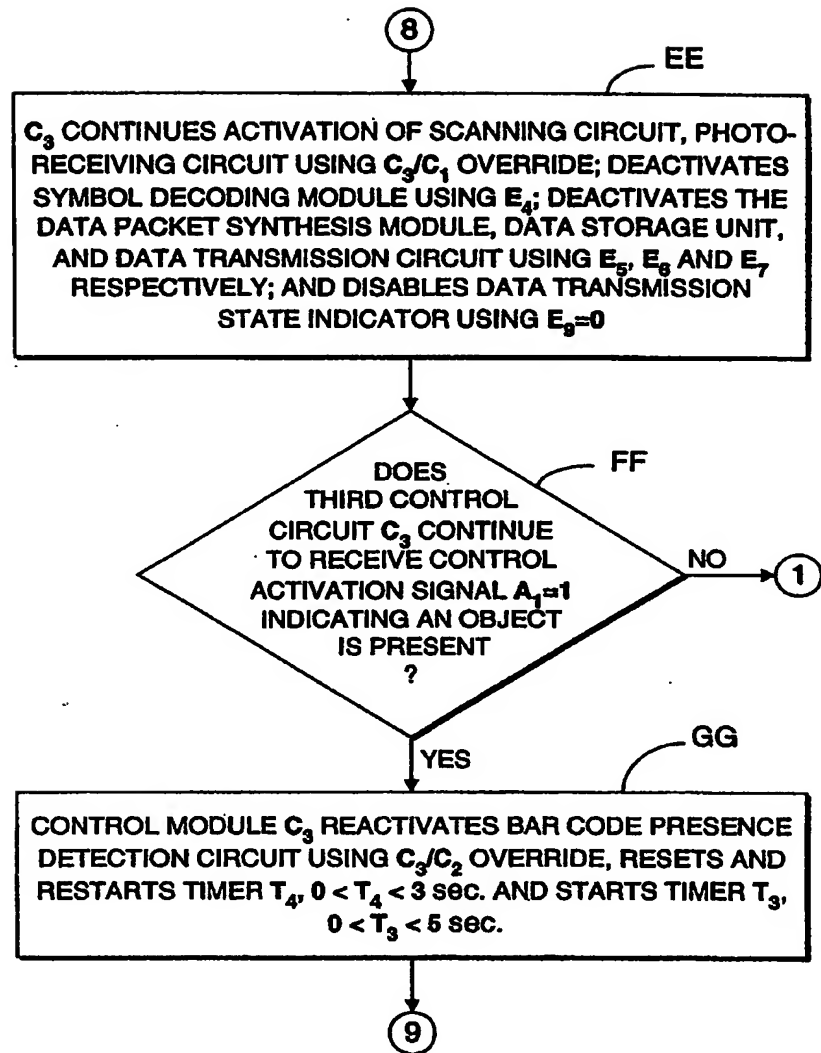 8
EE
C₃ CONTINUES ACTIVATION OF SCANNING CIRCUIT, PHOTO-
RECEIVING CIRCUIT USING C₃/C₁ OVERRIDE; DEACTIVATES
SYMBOL DECODING MODULE USING E₄; DEACTIVATES THE
DATA PACKET SYNTHESIS MODULE, DATA STORAGE UNIT,
AND DATA TRANSMISSION CIRCUIT USING E₅, E₆ AND E₇
RESPECTIVELY; AND DISABLES DATA TRANSMISSION
STATE INDICATOR USING E₉=0
FF
DOES
THIRD CONTROL
CIRCUIT C₃ CONTINUE
TO RECEIVE CONTROL
ACTIVATION SIGNAL A₁=1
INDICATING AN OBJECT
IS PRESENT
?
NO
1
YES
GG
CONTROL MODULE C₃ REACTIVATES BAR CODE PRESENCE
DETECTION CIRCUIT USING C₃/C₂ OVERRIDE, RESETS AND
RESTARTS TIMER T₄, 0 < T₄ < 3 sec. AND STARTS TIMER T₃,
0 < T₃ < 5 sec.
9